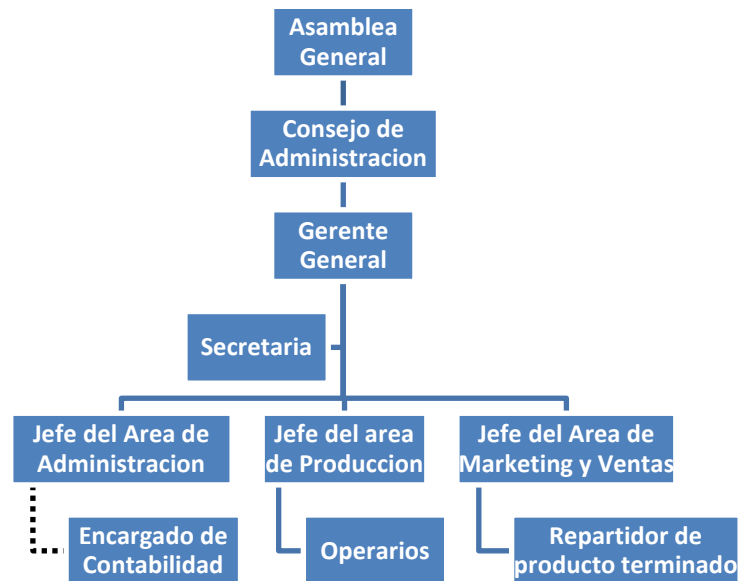 Asamblea
General
Consejo de
Administracion
Gerente
General
Secretaria
Jefe del Area de
Administracion
Jefe del area
de Produccion
Jefe del Area de
Marketing y Ventas
Encargado de
Contabilidad
Operarios
Repartidor de
producto terminado